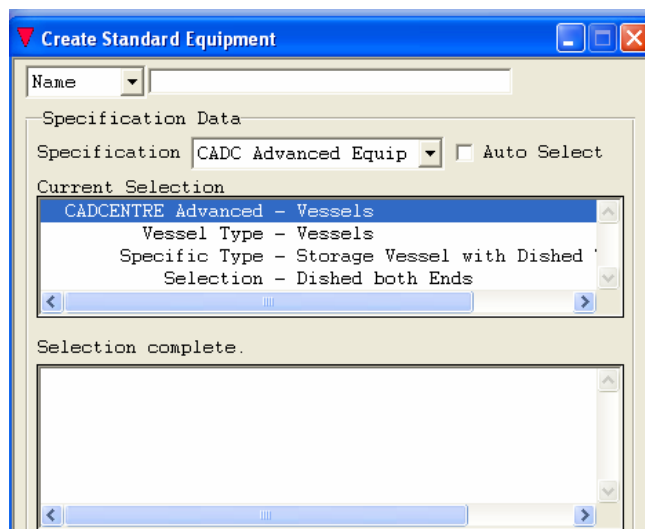 Create Standard Equipment
Name
Specification Data
Specification CADC Advanced Equip Auto Select
Current Selection
CADCENTRE Advanced - Vessels
Vessel Type - Vessels
Specific Type - Storage Vessel with Dished
Selection - Dished both Ends
Selection complete.